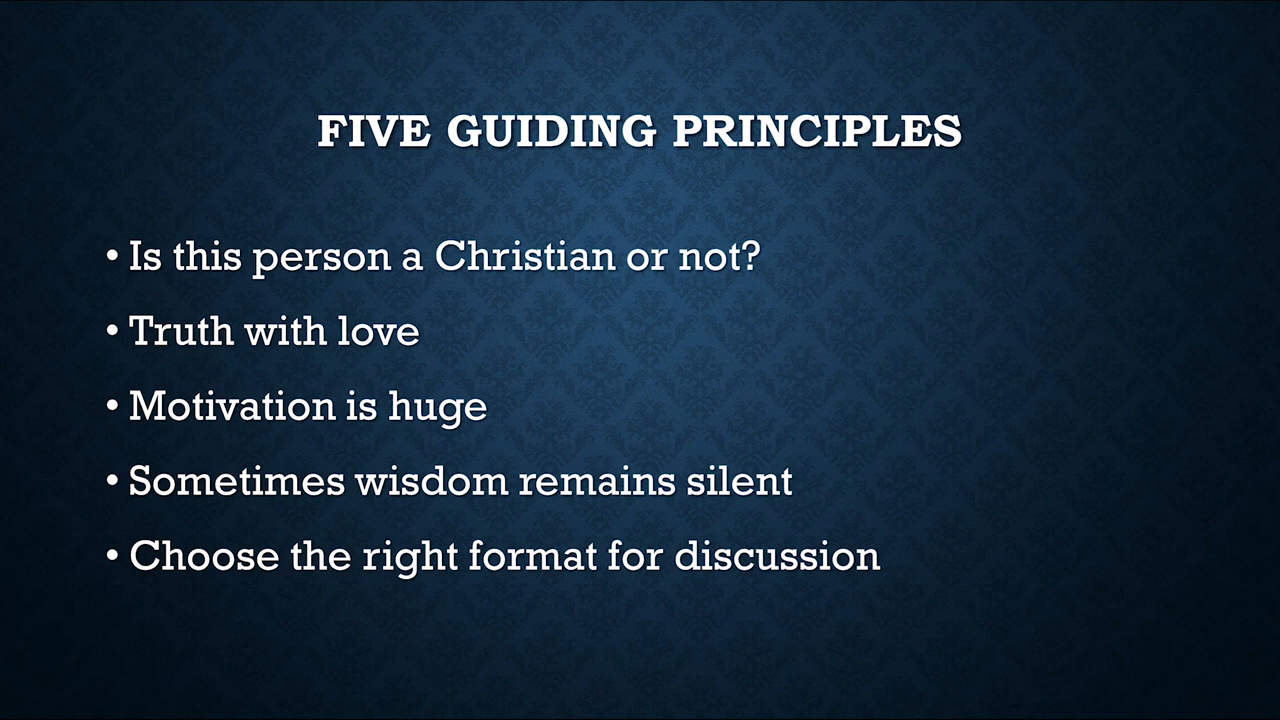 FIVE GUIDING PRINCIPLES
• Is this person a Christian or not?
• Truth with love
• Motivation is huge
• Sometimes wisdom remains silent
• Choose the right format for discussion